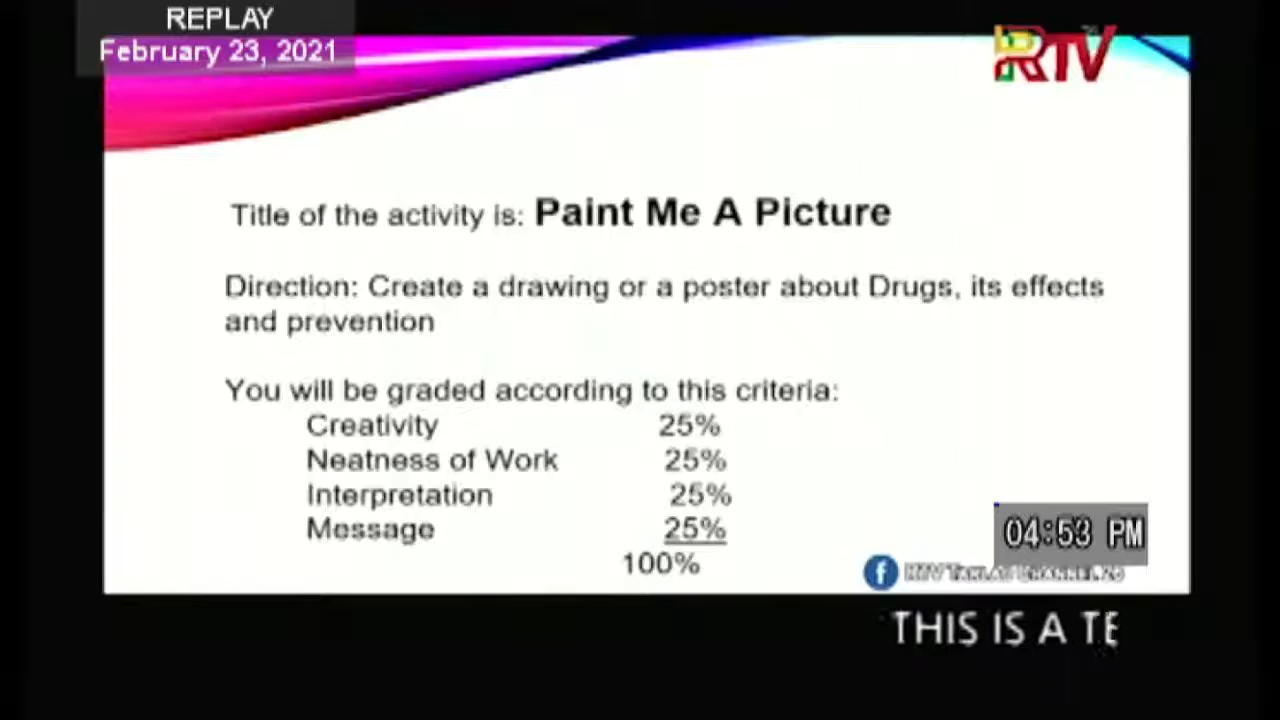 REPLAY
February 23, 2021
RTV
Title of the activity is: Paint Me A Picture
Direction: Create a drawing or a poster about Drugs, its effects
and prevention
You will be graded according to this criteria:
Creativity 25%
Neatness of Work 25%
Interpretation 25%
Message 25%
100%
04:53 PM
RTV
THIS IS A TE